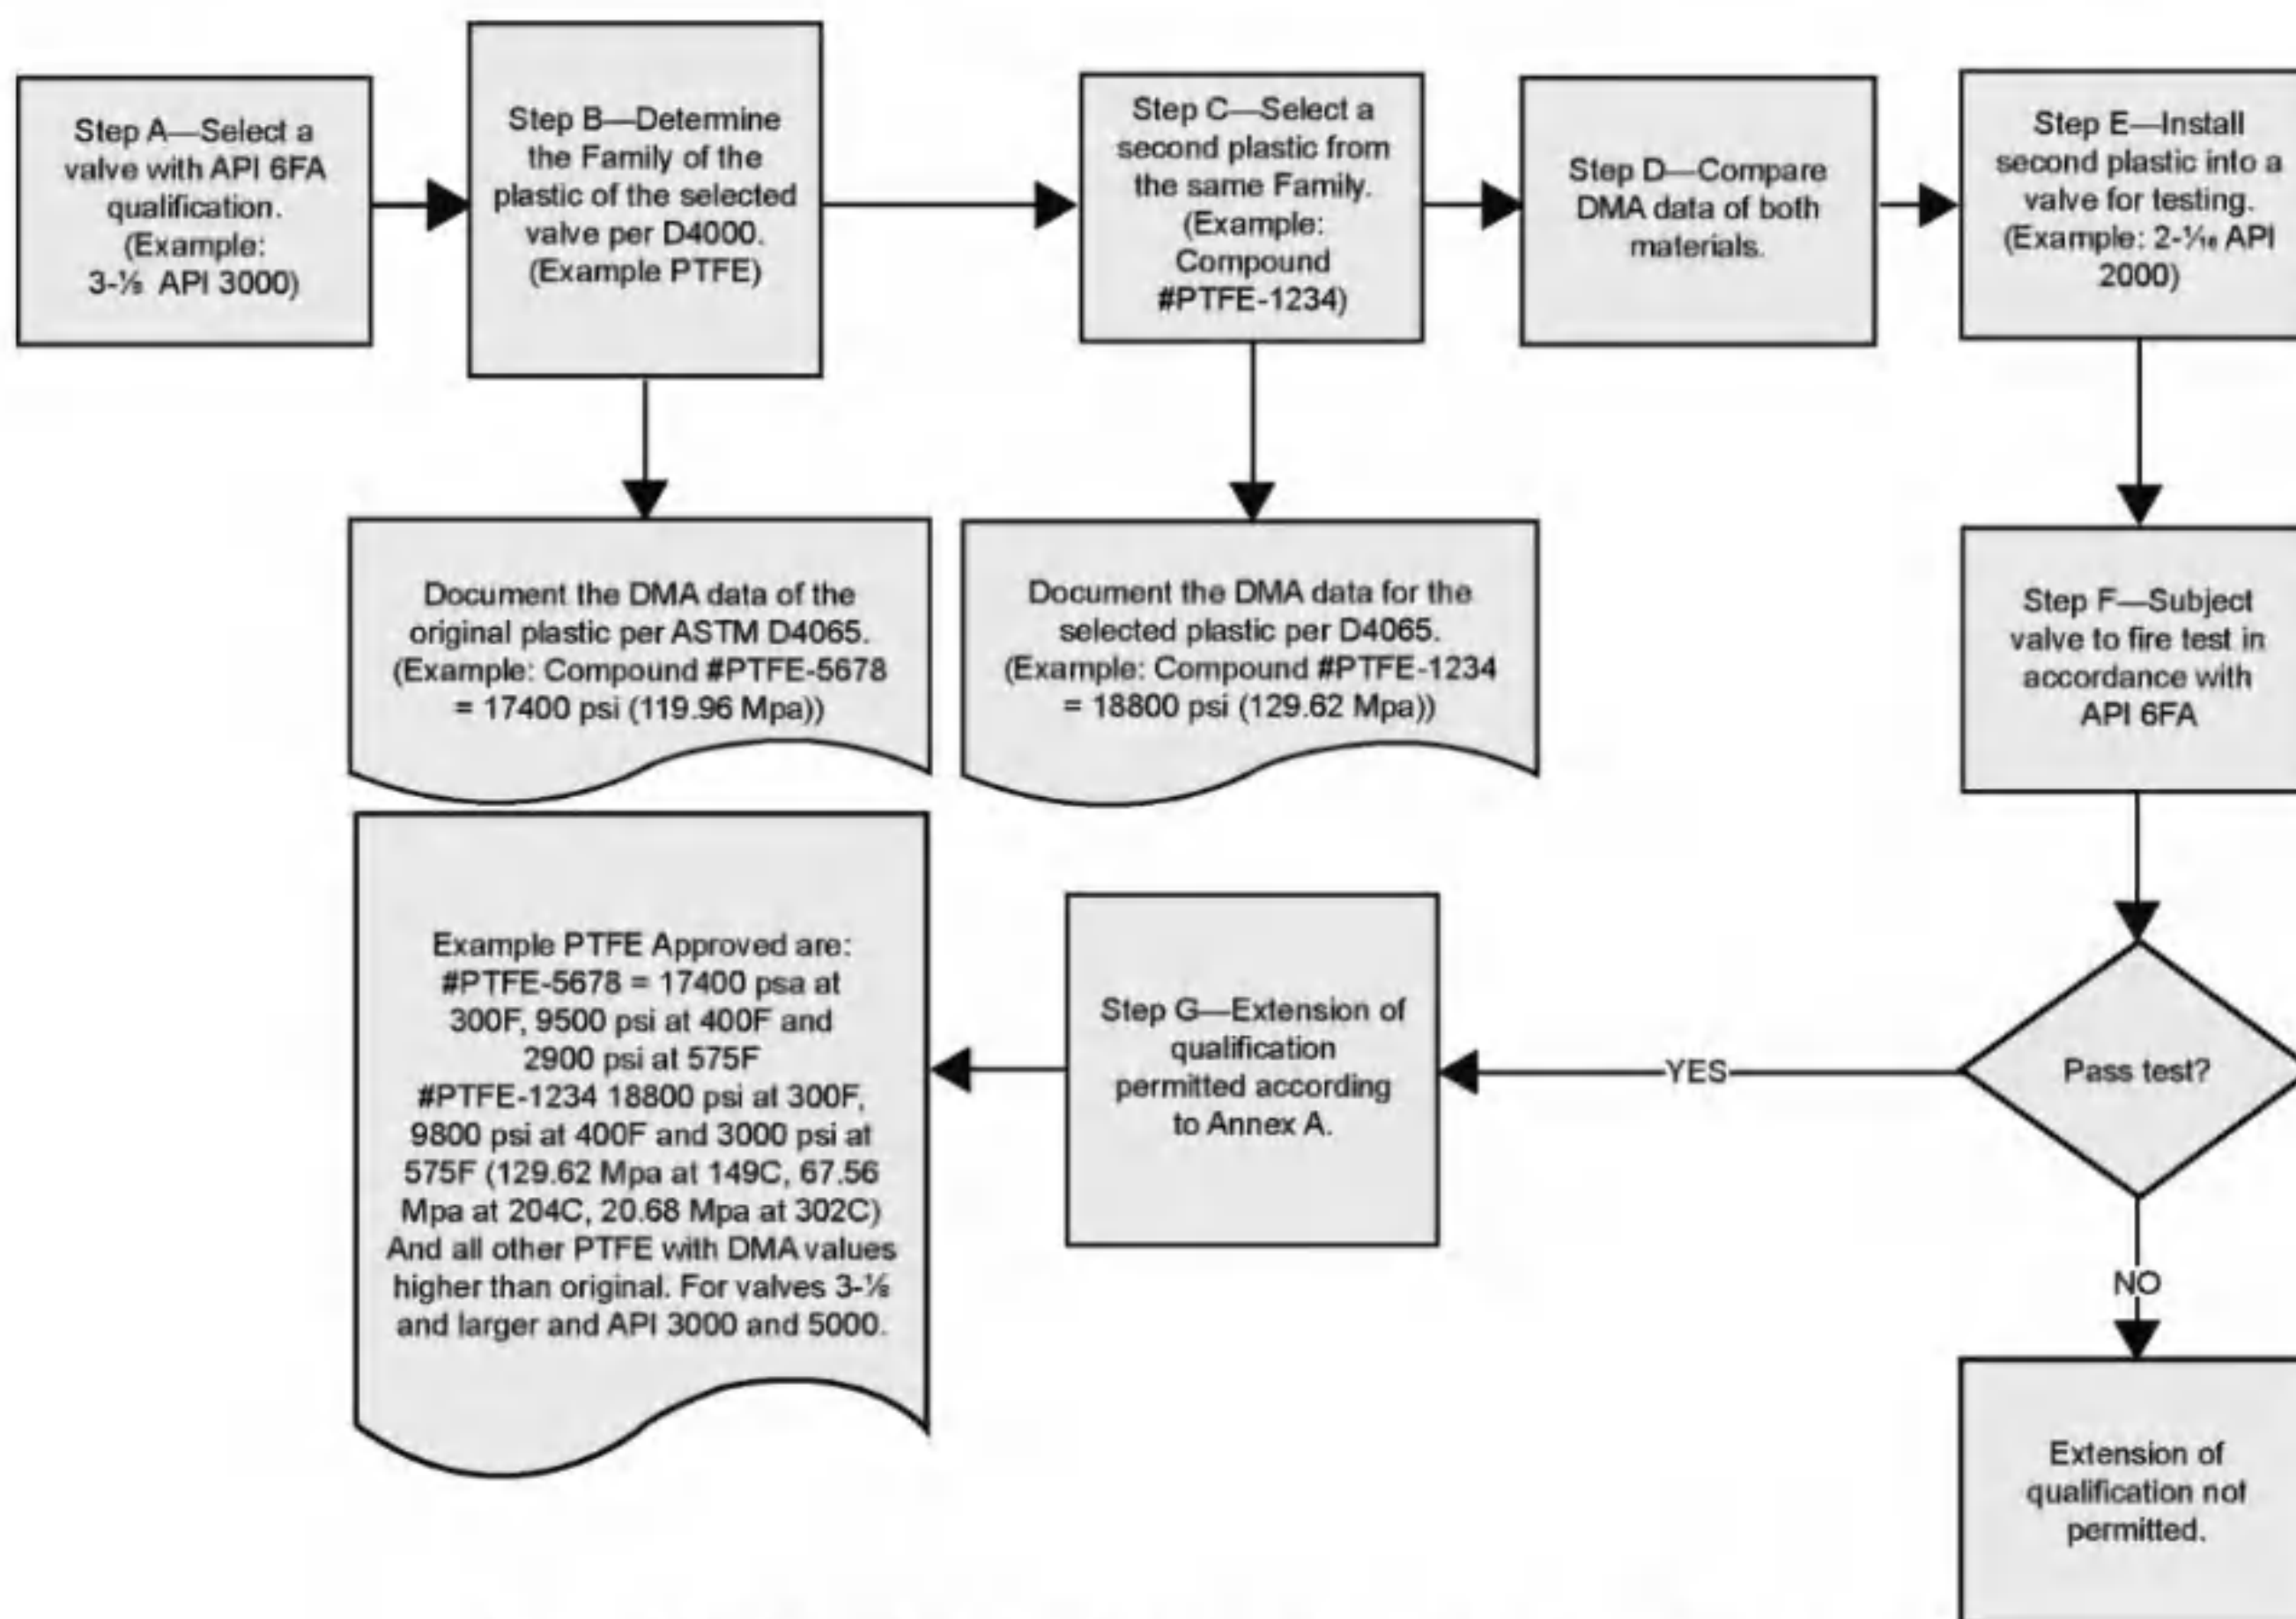 Step A—Select a
valve with API 6FA
qualification.
(Example:
3-⅛ API 3000)
Step B—Determine
the Family of the
plastic of the selected
valve per D4000.
(Example PTFE)
Step C—Select a
second plastic from
the same Family.
(Example:
Compound
#PTFE-1234)
Step D—Compare
DMA data of both
materials.
Step E—Install
second plastic into a
valve for testing.
(Example: 2-¹⁄₁₆ API
2000)
Document the DMA data of the
original plastic per ASTM D4065.
(Example: Compound #PTFE-5678
= 17400 psi (119.96 Mpa))
Document the DMA data for the
selected plastic per D4065.
(Example: Compound #PTFE-1234
= 18800 psi (129.62 Mpa))
Step F—Subject
valve to fire test in
accordance with
API 6FA
Pass test?
YES
NO
Step G—Extension of
qualification
permitted according
to Annex A.
Example PTFE Approved are:
#PTFE-5678 = 17400 psa at
300F, 9500 psi at 400F and
2900 psi at 575F
#PTFE-1234 18800 psi at 300F,
9800 psi at 400F and 3000 psi at
575F (129.62 Mpa at 149C, 67.56
Mpa at 204C, 20.68 Mpa at 302C)
And all other PTFE with DMA values
higher than original. For valves 3-⅛
and larger and API 3000 and 5000.
Extension of
qualification not
permitted.